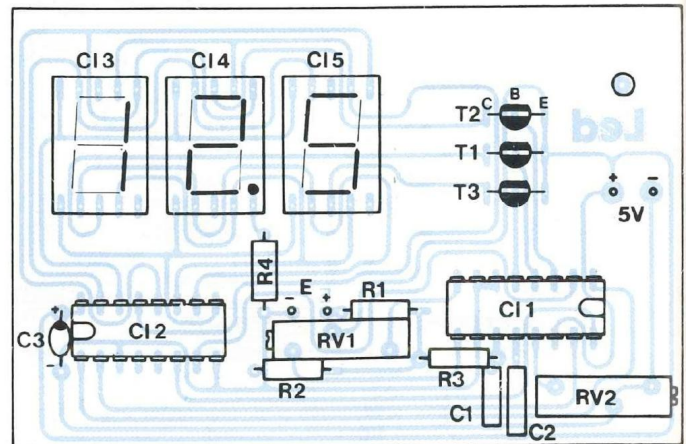 CI3 CI4 CI5
B
T2 C E
T1
T3
Led
+ -
5V
R4
- E +
R1
CI1
+
C3
-
CI2
RV1
R2
R3
C1
C2
RV2